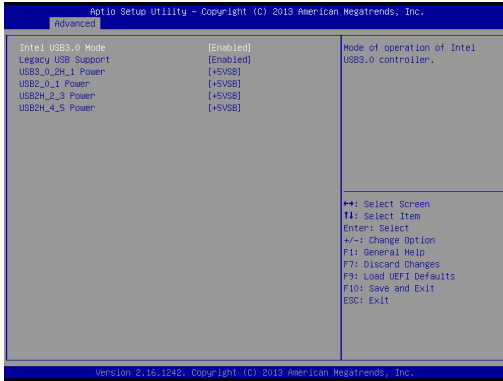 Aptio Setup Utility – Copyright (C) 2013 American Megatrends, Inc.
Advanced
Intel USB3.0 Mode [Enabled]
Legacy USB Support [Enabled]
USB3_0_2H_1 Power [+5VSB]
USB2_0_1 Power [+5VSB]
USB2H_2_3 Power [+5VSB]
USB2H_4_5 Power [+5VSB]
Mode of operation of Intel
USB3.0 controller.
↔: Select Screen
↑↓: Select Item
Enter: Select
+/-: Change Option
F1: General Help
F7: Discard Changes
F9: Load UEFI Defaults
F10: Save and Exit
ESC: Exit
Version 2.16.1242. Copyright (C) 2013 American Megatrends, Inc.